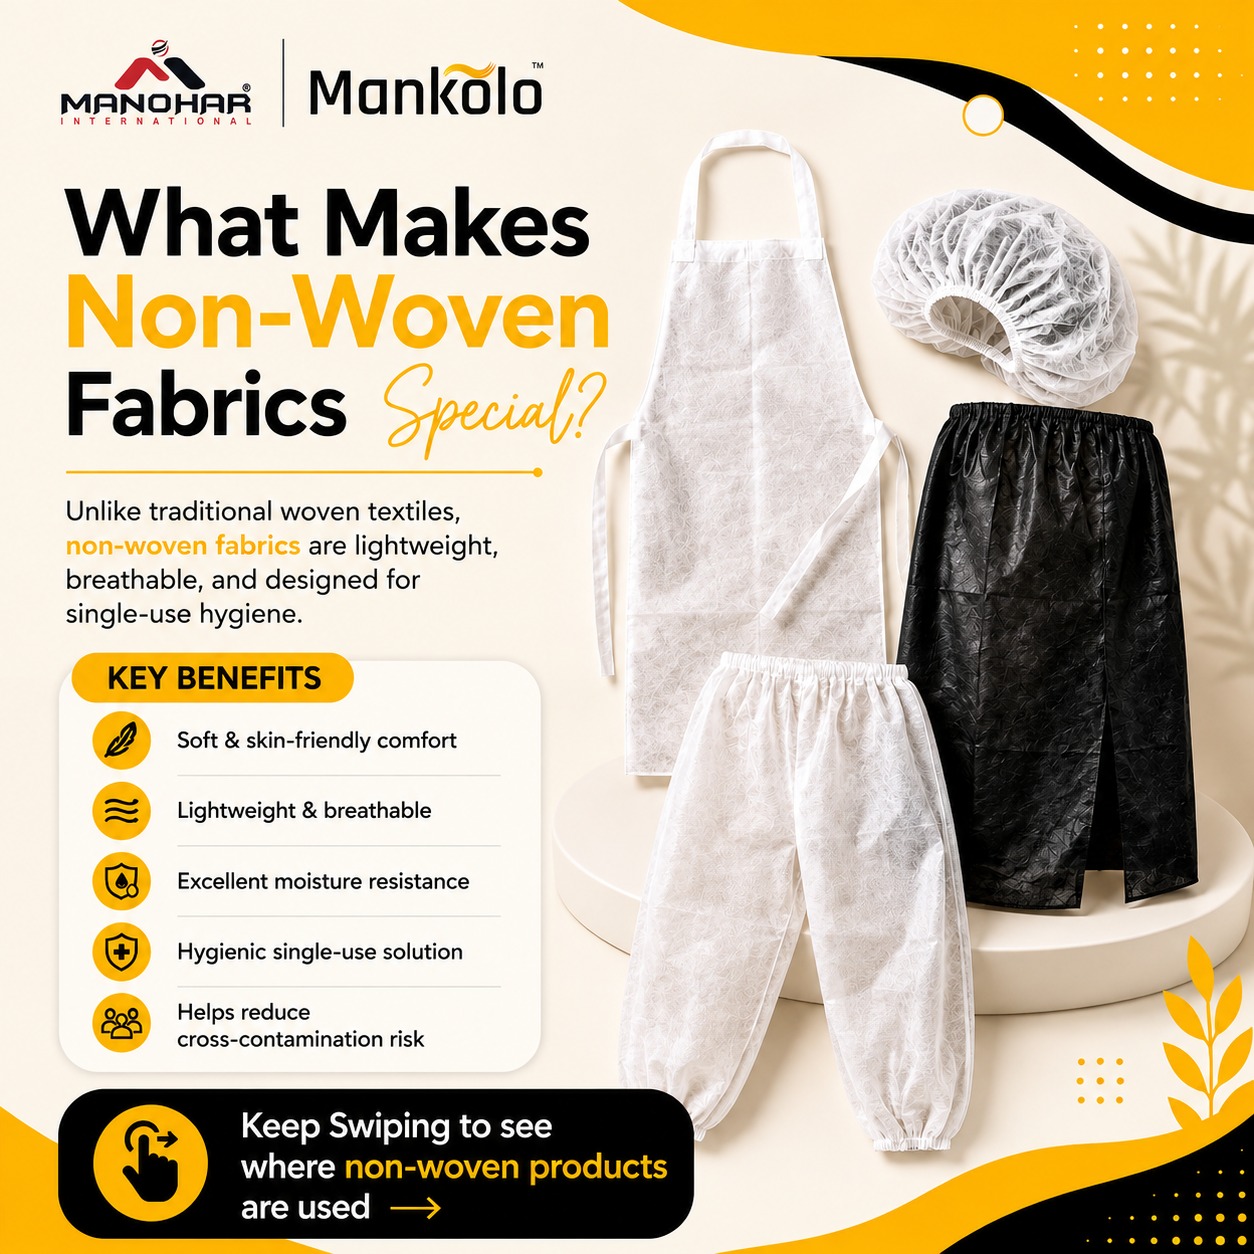 MANOHAR®
INTERNATIONAL
Mankolo™
What Makes
Non-Woven
Fabrics Special?
Unlike traditional woven textiles,
non-woven fabrics are lightweight,
breathable, and designed for
single-use hygiene.
KEY BENEFITS
Soft & skin-friendly comfort
Lightweight & breathable
Excellent moisture resistance
Hygienic single-use solution
Helps reduce
cross-contamination risk
Keep Swiping to see
where non-woven products
are used →